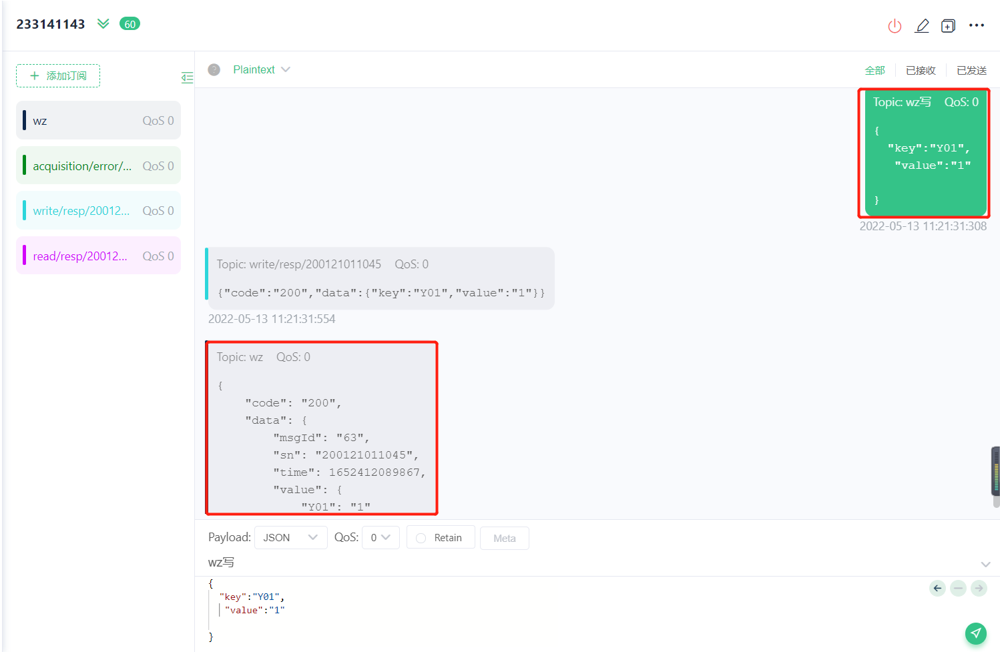 233141143 60
添加订阅
wz QoS 0
acquisition/error/... QoS 0
write/resp/20012... QoS 0
read/resp/20012... QoS 0
? Plaintext
全部 已接收 已发送
Topic: wz写 QoS: 0
{
"key":"Y01",
"value":"1"
}
2022-05-13 11:21:31:308
Topic: write/resp/200121011045 QoS: 0
{"code":"200","data":{"key":"Y01","value":"1"}}
2022-05-13 11:21:31:554
Topic: wz QoS: 0
{
"code": "200",
"data": {
"msgId": "63",
"sn": "200121011045",
"time": 1652412089867,
"value": {
"Y01": "1"
Payload: JSON QoS: 0 Retain Meta
wz写
{
"key":"Y01",
"value":"1"
}